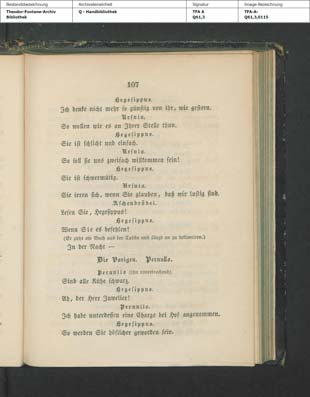 Bestandsbezeichnung Archiveinheit Signatur Image-Bezeichnung
Theodor-Fontane-Archiv Q - Handbibliothek TFA A TFA-A-
Bibliothek Q61,3 Q61,3,0115
107
Hegesippus.
Ich denke nicht mehr so günstig von ihr, wie gestern.
Ursula.
So wollen wir es an Ihrer Stelle thun.
Hegesippus.
Sie ist schlicht und einfach.
Ursula.
So soll sie uns zweifach willkommen sein!
Hegesippus.
Sie ist schwermütig.
Ursula.
Sie irren sich, wenn Sie glauben, daß wir lustig sind.
Aschenbrödel.
Lesen Sie, Hegesippus!
Hegesippus.
Wenn Sie es befehlen!
(Er zieht ein Buch aus der Tasche und fängt an zu deklamiren.)
In der Nacht —
Die Vorigen. Pernullo.
Pernullo (ihn unterbrechend).
Sind alle Kühe schwarz.
Hegesippus.
Ah, der Herr Juwelier!
Pernullo.
Ich habe unterdessen eine Charge bei Hof angenommen.
Hegesippus.
So werden Sie höflicher geworden sein.